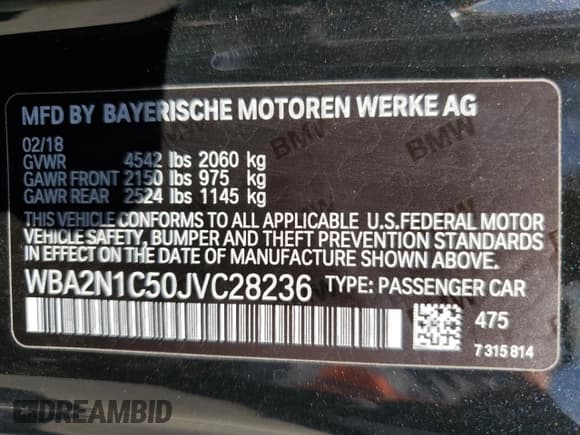 MFD BY BAYERISCHE MOTOREN WERKE AG
02/18
GVWR 4542 lbs 2060 kg
GAWR FRONT 2150 lbs 975 kg
GAWR REAR 2524 lbs 1145 kg
THIS VEHICLE CONFORMS TO ALL APPLICABLE U.S.FEDERAL MOTOR
VEHICLE SAFETY, BUMPER AND THEFT PREVENTION STANDARDS
IN EFFECT ON THE DATE OF MANUFACTURE SHOWN ABOVE.
WBA2N1C50JVC28236 TYPE: PASSENGER CAR
475
7 315 814
BMW
BMW
BMW
BMW
DREAMBID